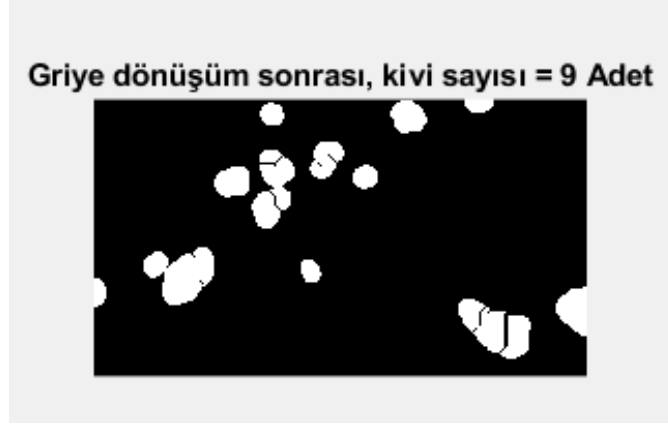 Griye dönüşüm sonrası, kivi sayısı = 9 Adet